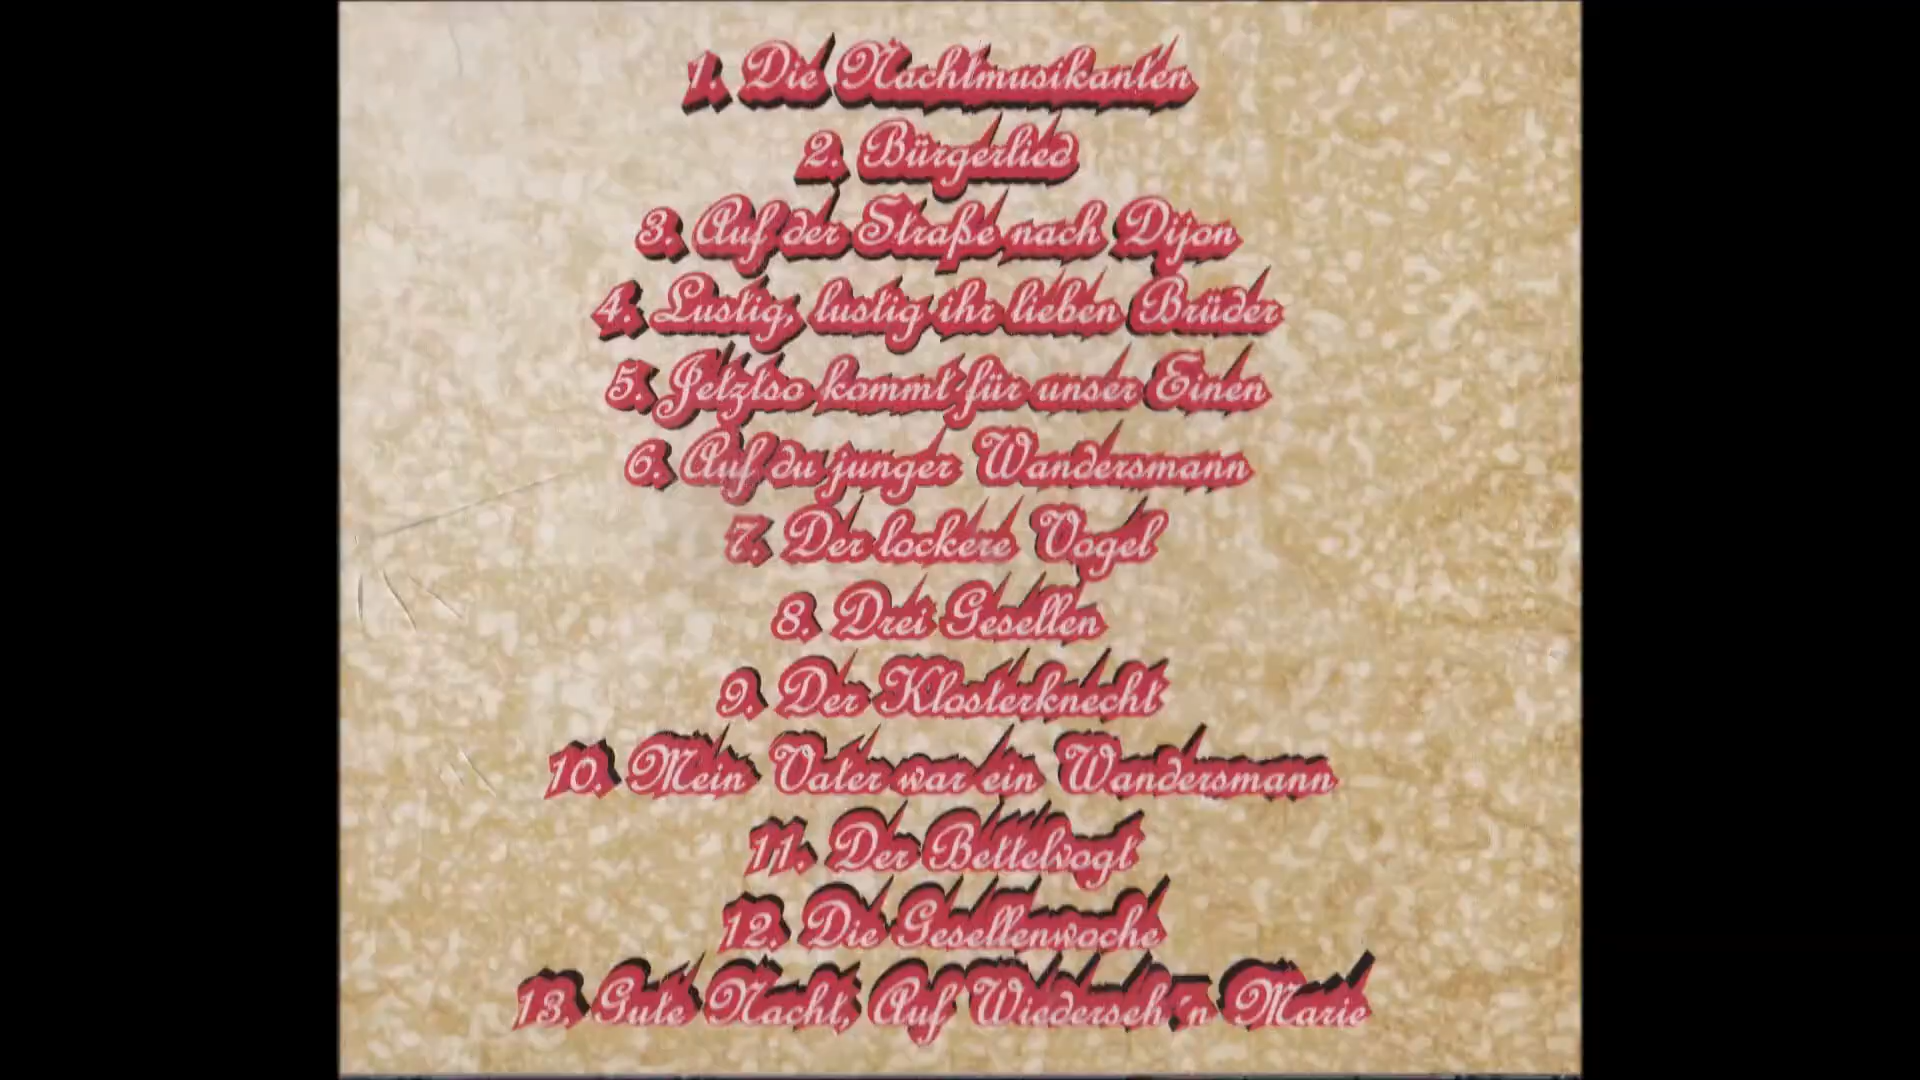 1. Die Nachtmusikanten
2. Bürgerlied
3. Auf der Straße nach Dijon
4. Lustig, lustig ihr lieben Brüder
5. Jetztso kommt für unser Einen
6. Auf du junger Wandersmann
7. Der lockere Vogel
8. Drei Gesellen
9. Der Klosterknecht
10. Mein Vater war ein Wandersmann
11. Der Bettelvogt
12. Die Gesellenwoche
13. Gute Nacht, Auf Wiederseh´n Marie